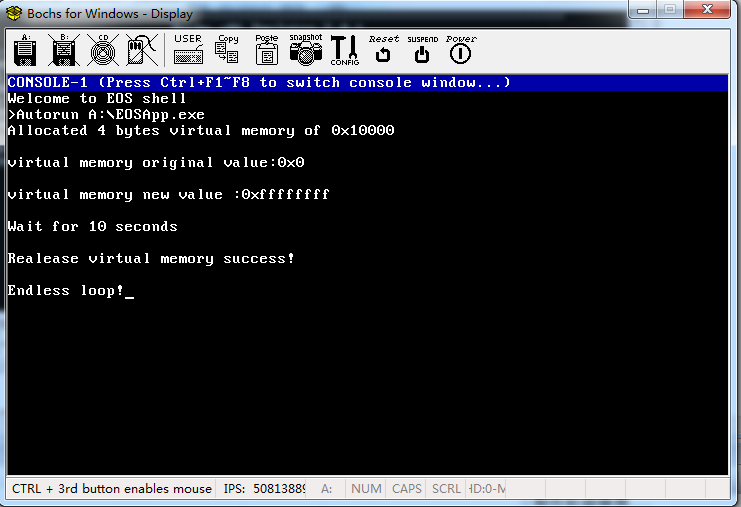 Bochs for Windows - Display
A:
B:
CD
USER
Copy
Paste
snapshot
CONFIG
Reset
SUSPEND
Power
CONSOLE-1 (Press Ctrl+F1~F8 to switch console window...)
Welcome to EOS shell
>Autorun A:\EOSApp.exe
Allocated 4 bytes virtual memory of 0x10000
virtual memory original value:0x0
virtual memory new value :0xffffffff
Wait for 10 seconds
Realease virtual memory success!
Endless loop!_
CTRL + 3rd button enables mouse
IPS: 50813889
A:
NUM
CAPS
SCRL
HD:0-M